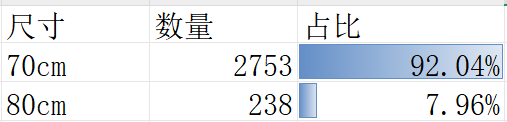 尺寸 数量 占比
70cm 2753 92.04%
80cm 238 7.96%